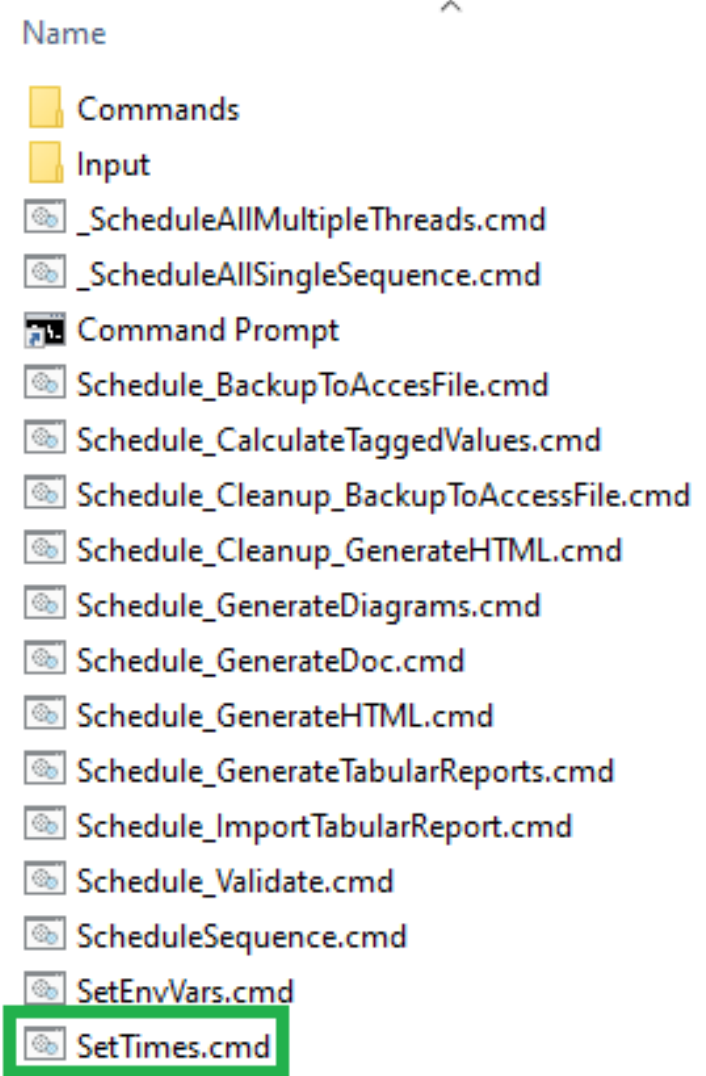 Name
Commands
Input
_ScheduleAllMultipleThreads.cmd
_ScheduleAllSingleSequence.cmd
Command Prompt
Schedule_BackupToAccesFile.cmd
Schedule_CalculateTaggedValues.cmd
Schedule_Cleanup_BackupToAccessFile.cmd
Schedule_Cleanup_GenerateHTML.cmd
Schedule_GenerateDiagrams.cmd
Schedule_GenerateDoc.cmd
Schedule_GenerateHTML.cmd
Schedule_GenerateTabularReports.cmd
Schedule_ImportTabularReport.cmd
Schedule_Validate.cmd
ScheduleSequence.cmd
SetEnvVars.cmd
SetTimes.cmd